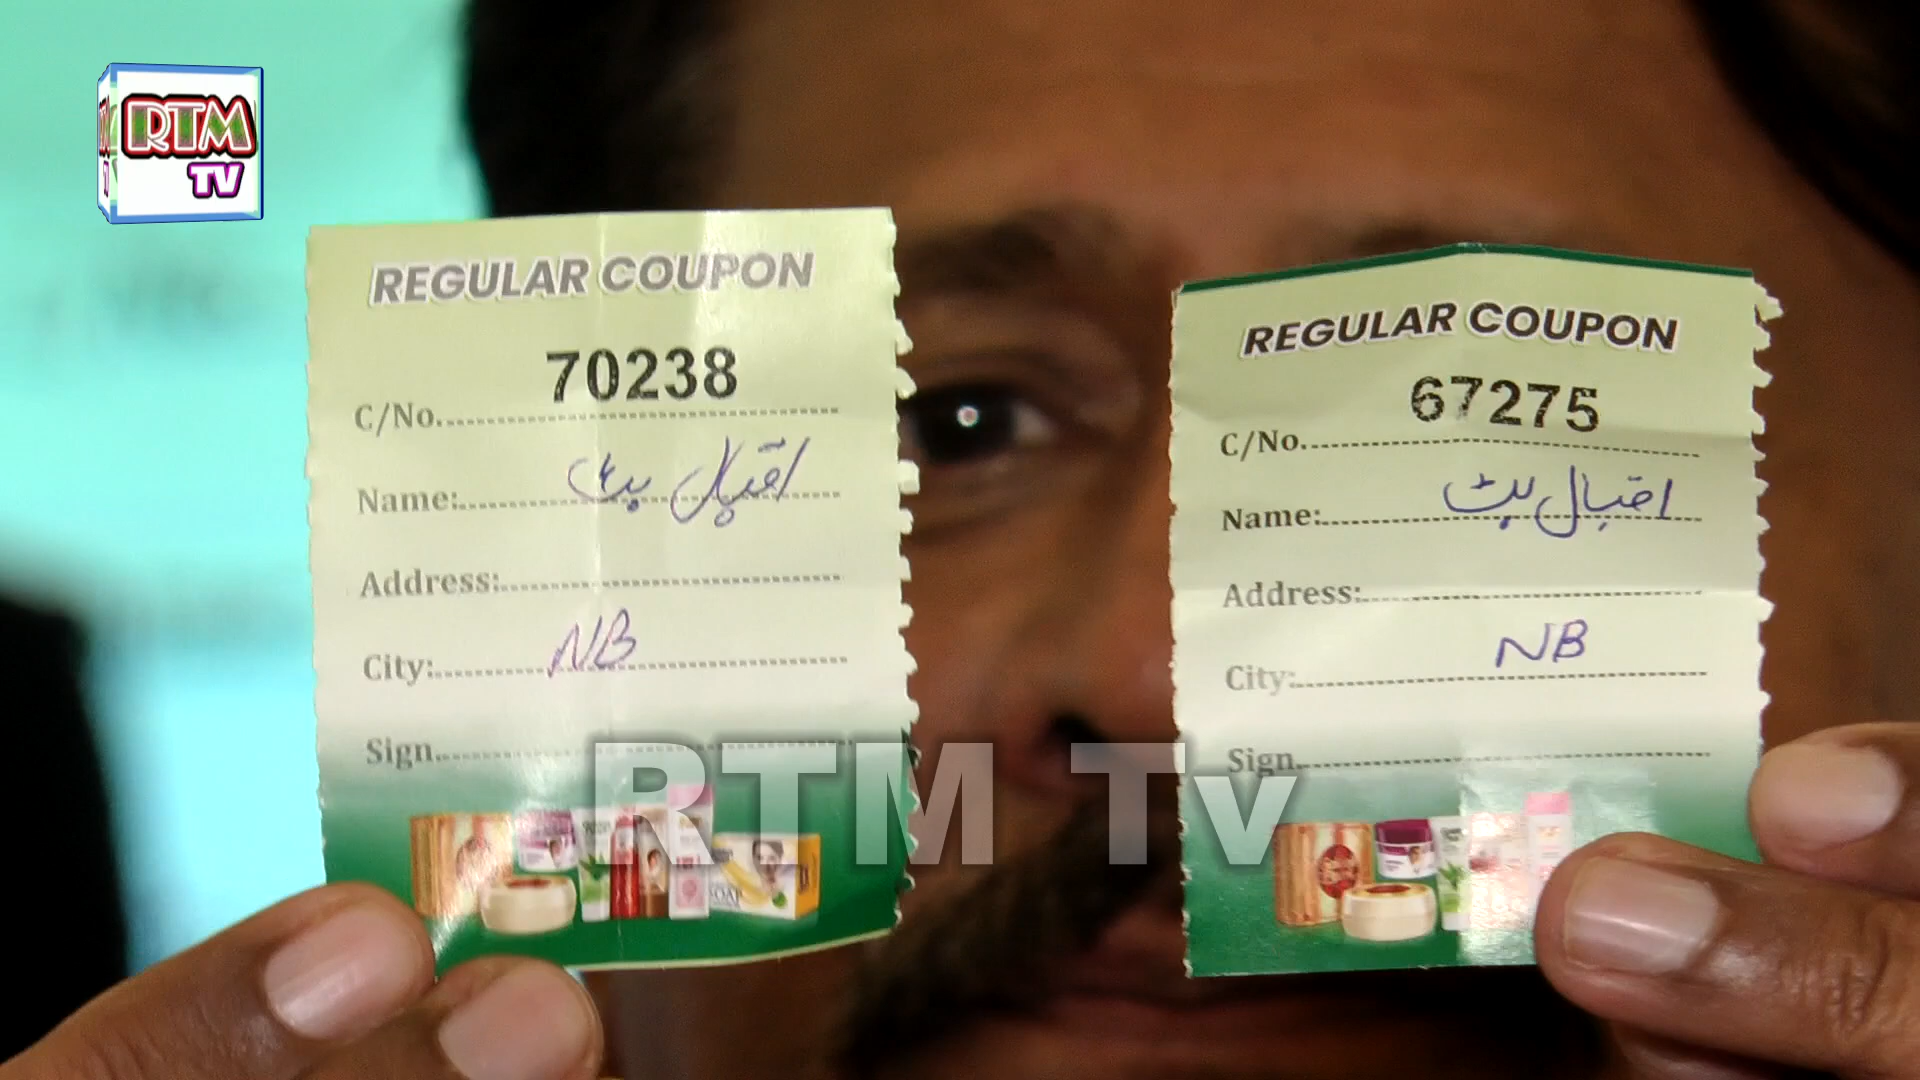 RTM
TV
REGULAR COUPON
70238
C/No.
Name: اقبال بٹ
Address:
City: NB
Sign.
REGULAR COUPON
67275
C/No.
Name: اقبال بٹ
Address:
City: NB
Sign.
RTM Tv
SOAP